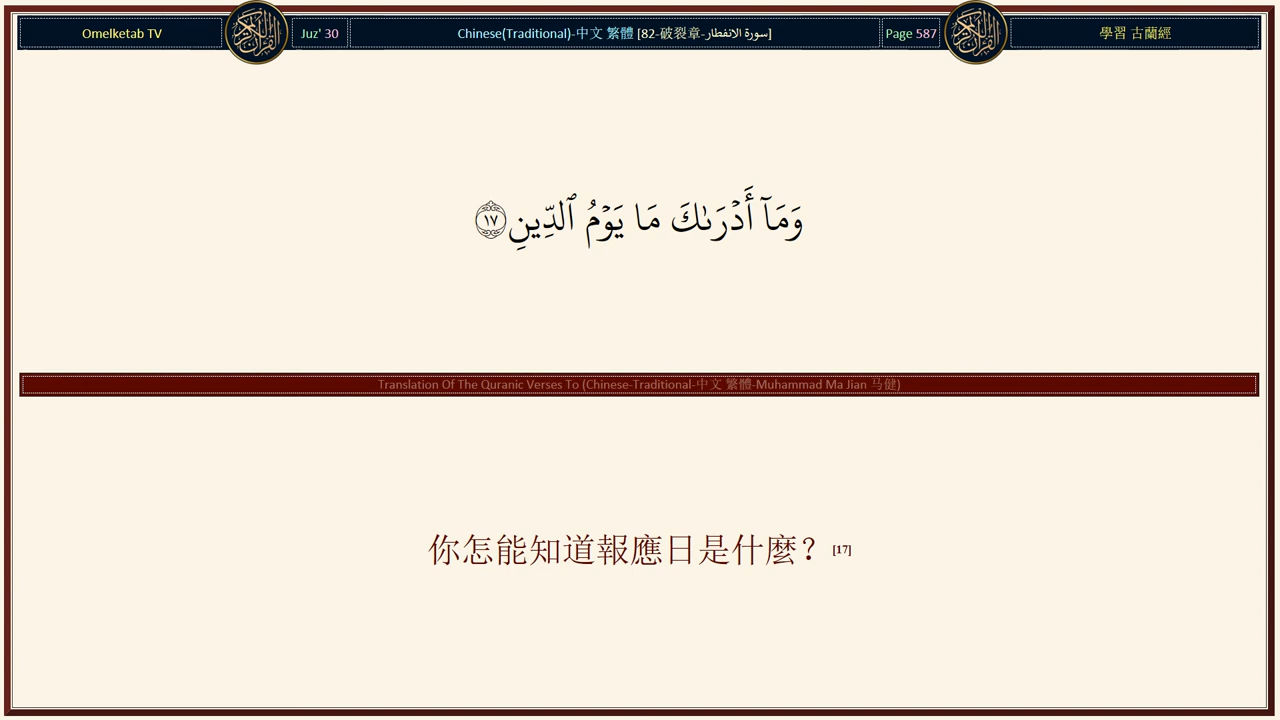 Omelketab TV
Juz' 30
Chinese(Traditional)-中文 繁體 [82-破裂章-سورة الانفطار]
Page 587
學習 古蘭經
وَمَآ أَدۡرَىٰكَ مَا يَوۡمُ ٱلدِّينِ ١٧
Translation Of The Quranic Verses To (Chinese-Traditional-中文 繁體-Muhammad Ma Jian 马健)
你怎能知道報應日是什麼？ [17]